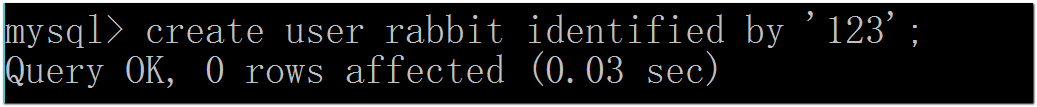 mysql> create user rabbit identified by '123';
Query OK, 0 rows affected (0.03 sec)